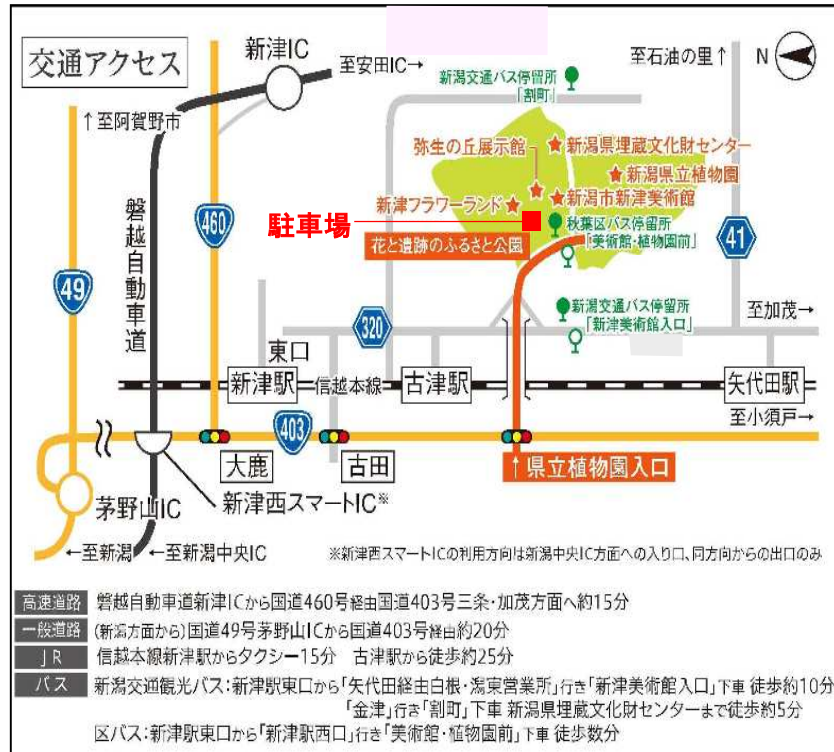 交通アクセス
新津IC
至安田IC→
新潟交通バス停留所
「割町」
至石油の里↑
N
↑至阿賀野市
弥生の丘展示館
新潟県埋蔵文化財センター
新潟県立植物園
新津フラワーランド
新潟市新津美術館
460
駐車場
秋葉区バス停留所
「美術館・植物園前」
花と遺跡のふるさと公園
41
磐越自動車道
49
新潟交通バス停留所
「新津美術館入口」
至加茂→
320
東口
新津駅
信越本線
古津駅
矢代田駅
至小須戸→
403
大鹿
古田
↑県立植物園入口
新津西スマートIC※
茅野山IC
←至新潟
←至新潟中央IC
※新津西スマートICの利用方向は新潟中央IC方面への入り口、同方向からの出口のみ
高速道路 磐越自動車道新津ICから国道460号経由国道403号三条・加茂方面へ約15分
一般道路 (新潟方面から)国道49号茅野山ICから国道403号経由約20分
JR 信越本線新津駅からタクシー15分 古津駅から徒歩約25分
バス 新潟交通観光バス:新津駅東口から「矢代田経由白根・潟東営業所」行き「新津美術館入口」下車 徒歩約10分
「金津」行き「割町」下車 新潟県埋蔵文化財センターまで徒歩約5分
区バス:新津駅東口から「新津駅西口」行き「美術館・植物園前」下車 徒歩数分